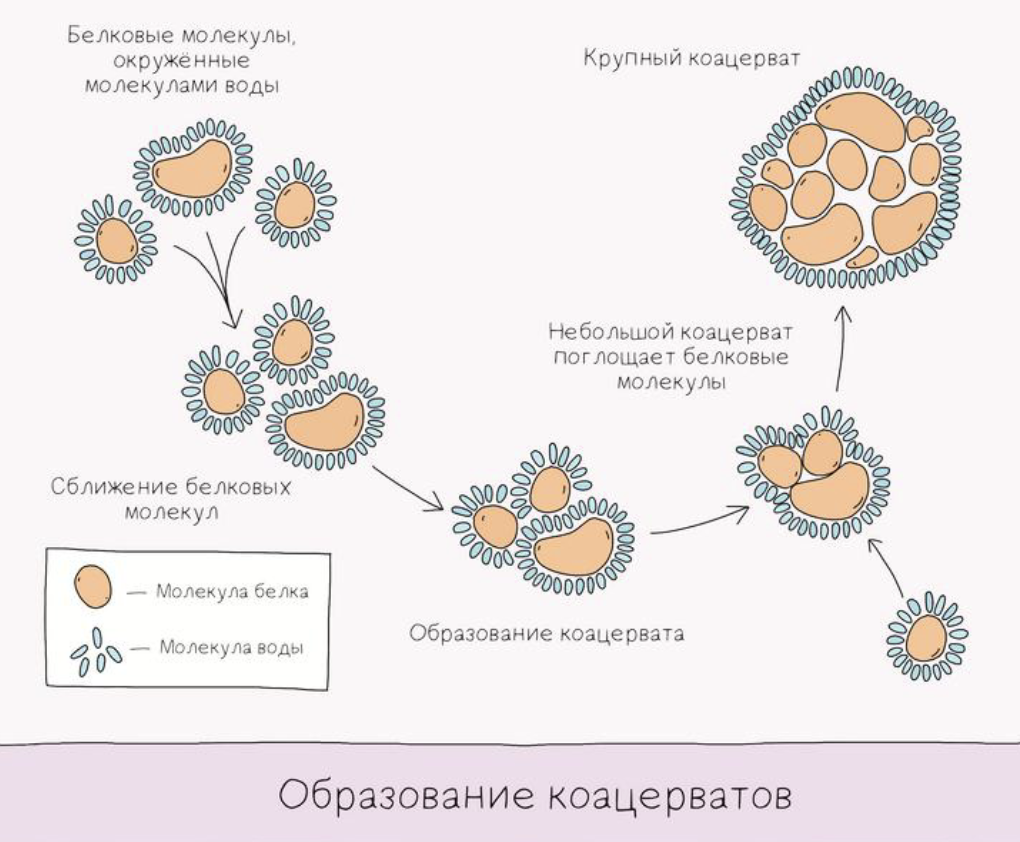 Белковые молекулы,
окружённые
молекулами воды
Крупный коацерват
Небольшой коацерват
поглощает белковые
молекулы
Сближение белковых
молекул
Образование коацервата
— Молекула белка
— Молекула воды
Образование коацерватов